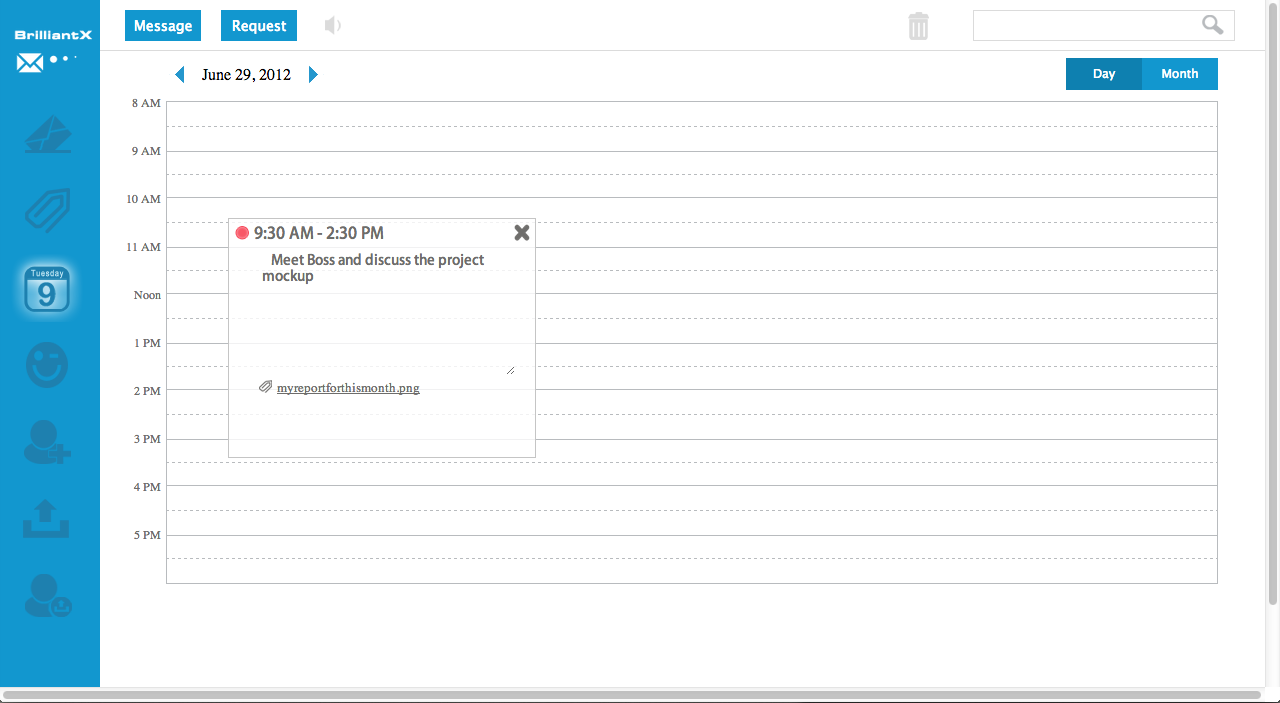 BrilliantX
Message
Request
June 29, 2012
Day
Month
Tuesday
9
8 AM
9 AM
10 AM
11 AM
Noon
1 PM
2 PM
3 PM
4 PM
5 PM
9:30 AM - 2:30 PM
Meet Boss and discuss the project
mockup
myreportforthismonth.png